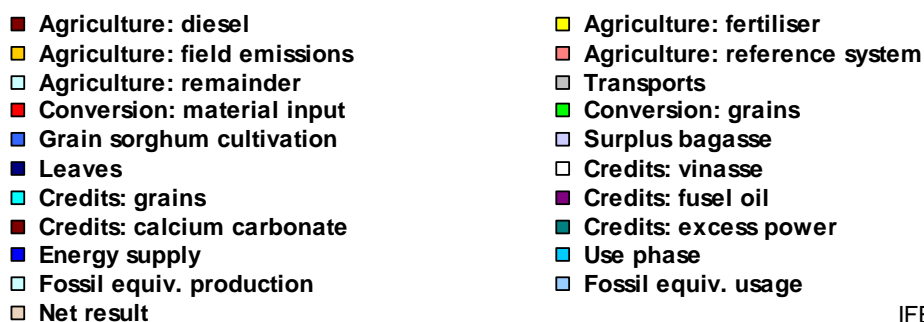 Agriculture: diesel
Agriculture: fertiliser
Agriculture: field emissions
Agriculture: reference system
Agriculture: remainder
Transports
Conversion: material input
Conversion: grains
Grain sorghum cultivation
Surplus bagasse
Leaves
Credits: vinasse
Credits: grains
Credits: fusel oil
Credits: calcium carbonate
Credits: excess power
Energy supply
Use phase
Fossil equiv. production
Fossil equiv. usage
Net result